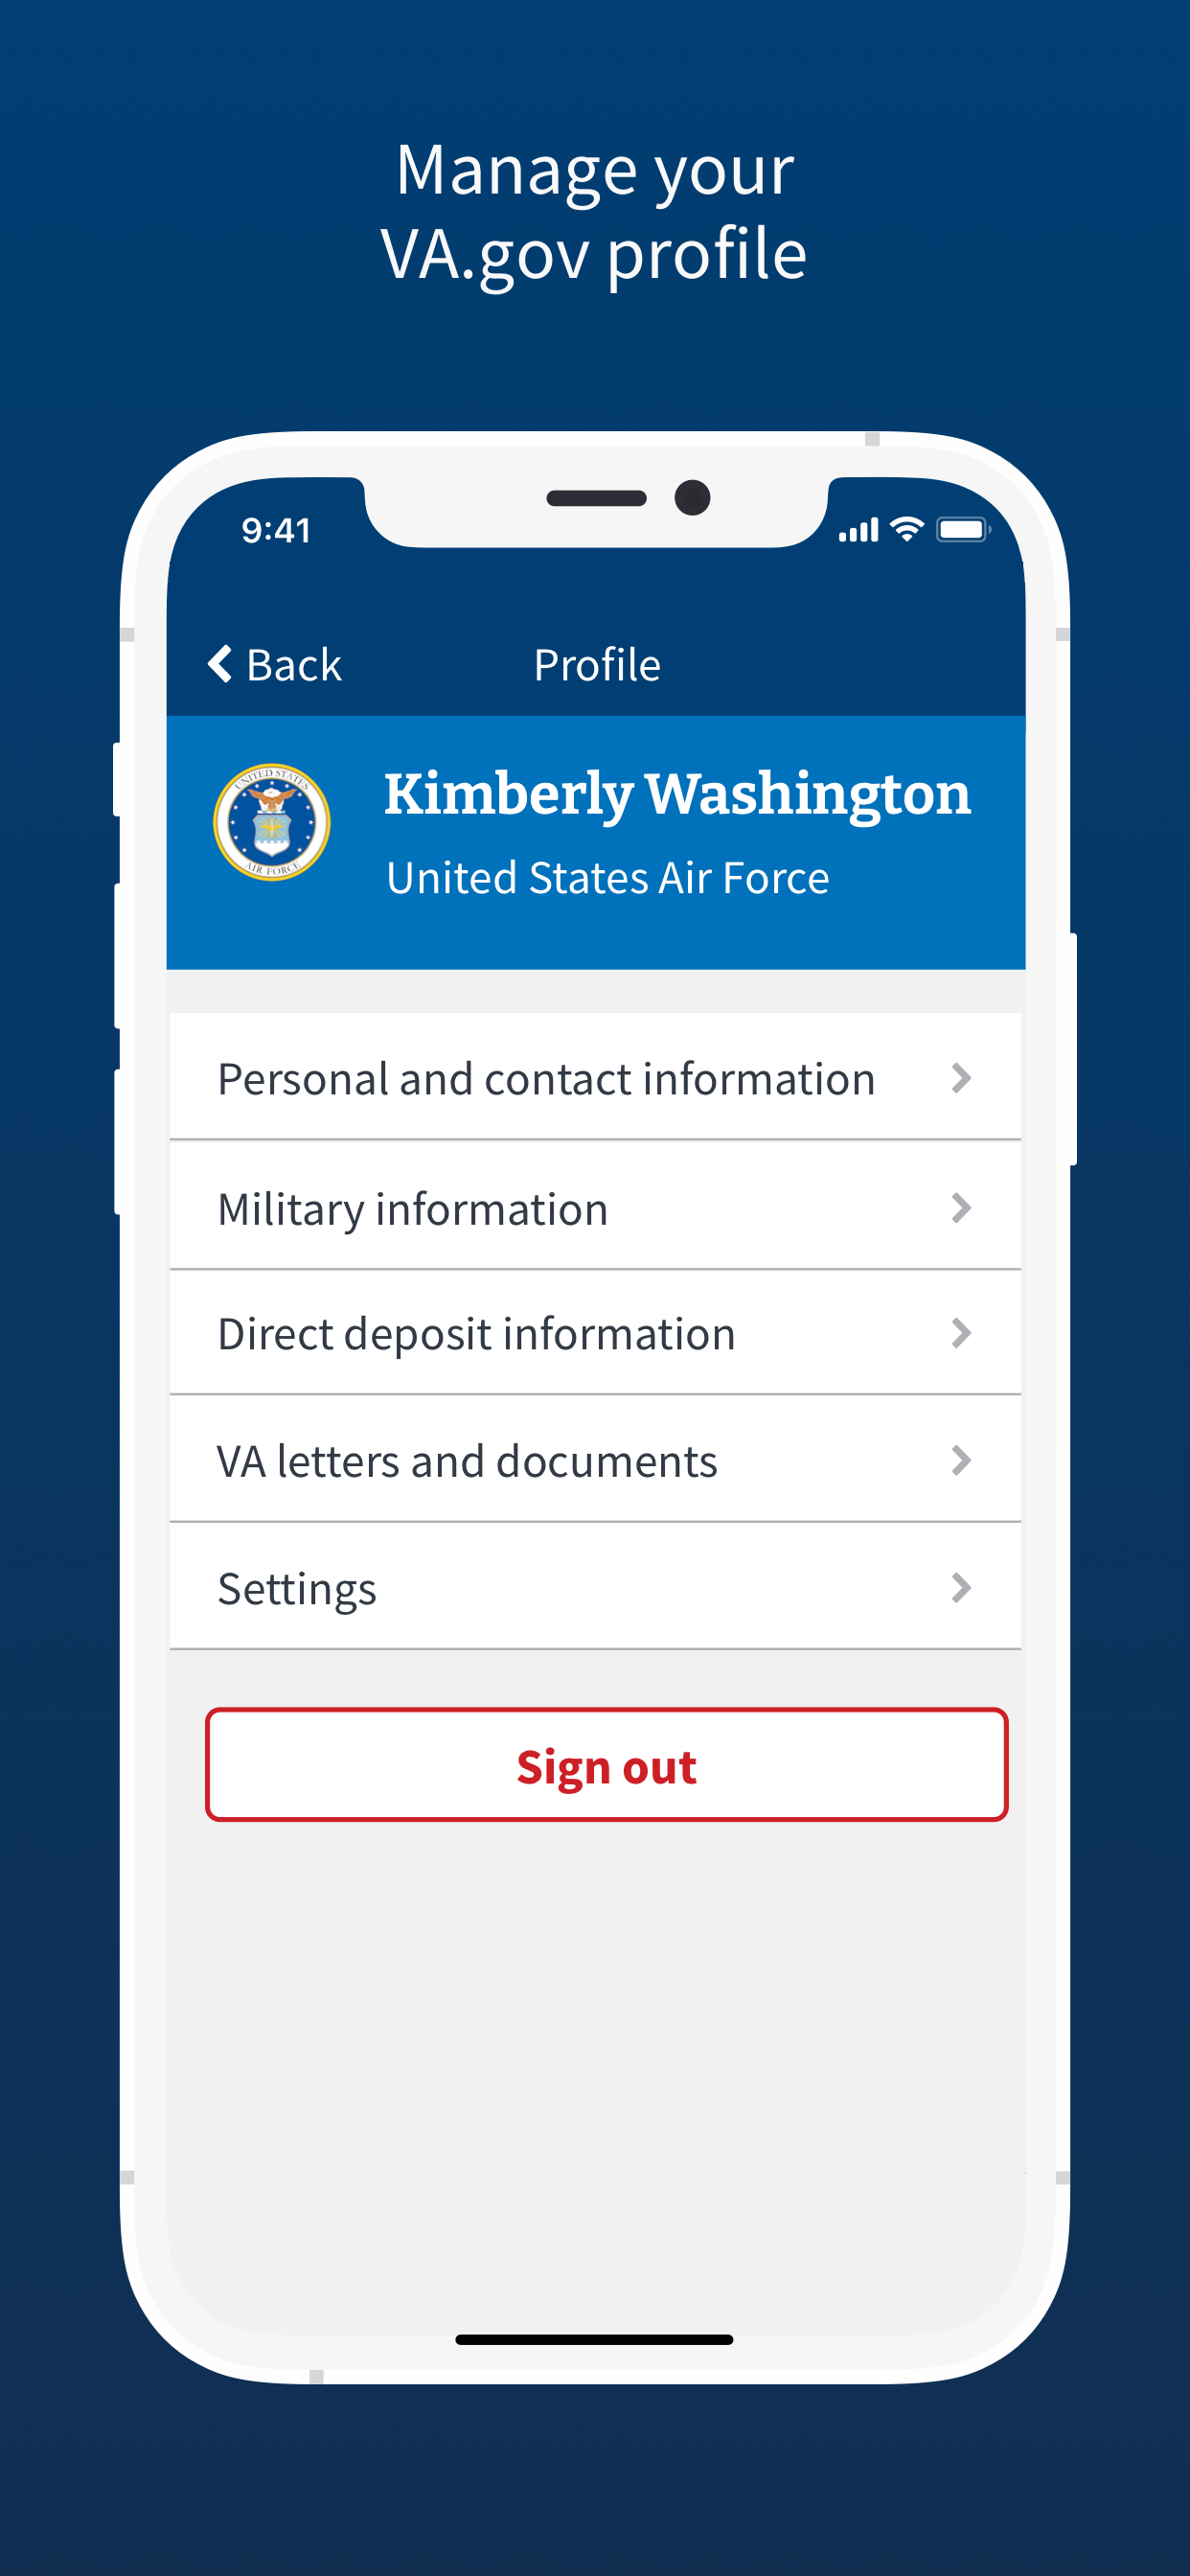 Manage your
VA.gov profile
9:41
Back
Profile
UNITED STATES
AIR FORCE
Kimberly Washington
United States Air Force
Personal and contact information
Military information
Direct deposit information
VA letters and documents
Settings
Sign out